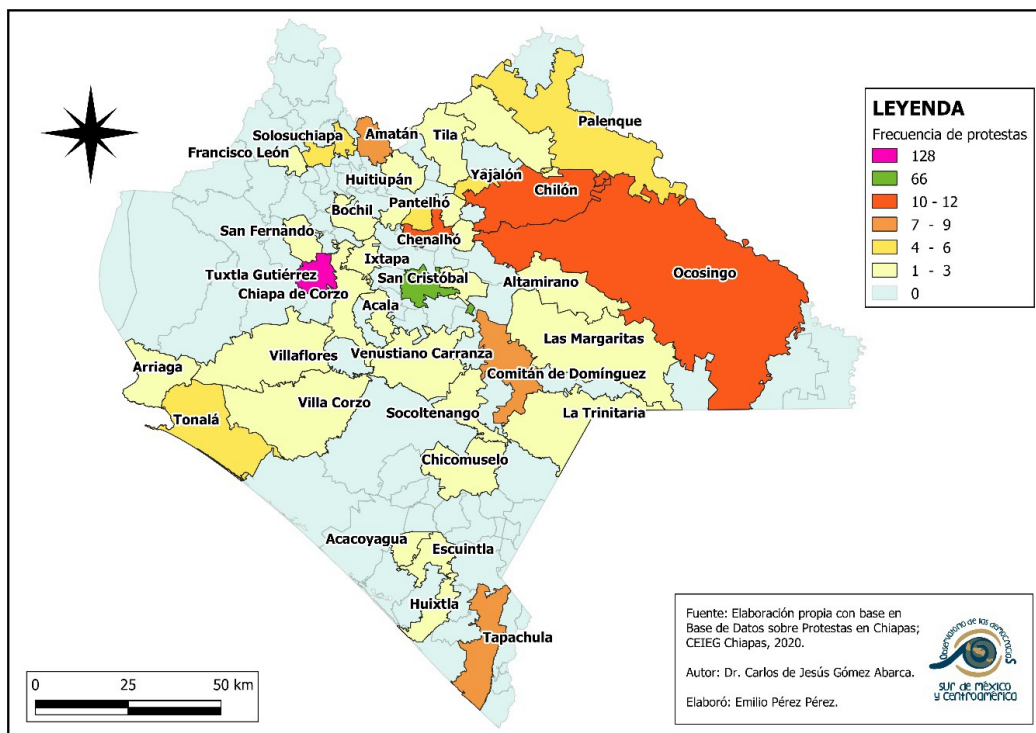 Solosuchiapa
Amatán
Tila
Palenque
Francisco León
Huitiupán
Yajalón
Chilón
Bochil
Pantelhó
San Fernando
Chenalhó
Ixtapa
Ocosingo
Tuxtla Gutiérrez
San Cristóbal
Altamirano
Chiapa de Corzo
Acala
Las Margaritas
Villaflores
Venustiano Carranza
Arriaga
Comitán de Domínguez
Villa Corzo
Socoltenango
La Trinitaria
Tonalá
Chicomuselo
Acacoyagua
Escuintla
Huixtla
Tapachula
LEYENDA
Frecuencia de protestas
128
66
10 - 12
7 - 9
4 - 6
1 - 3
0
0 25 50 km
Fuente: Elaboración propia con base en
Base de Datos sobre Protestas en Chiapas;
CEIEG Chiapas, 2020.
Autor: Dr. Carlos de Jesús Gómez Abarca.
Elaboró: Emilio Pérez Pérez.
Observatorio de las democracias
sur de méxico
y centroamérica